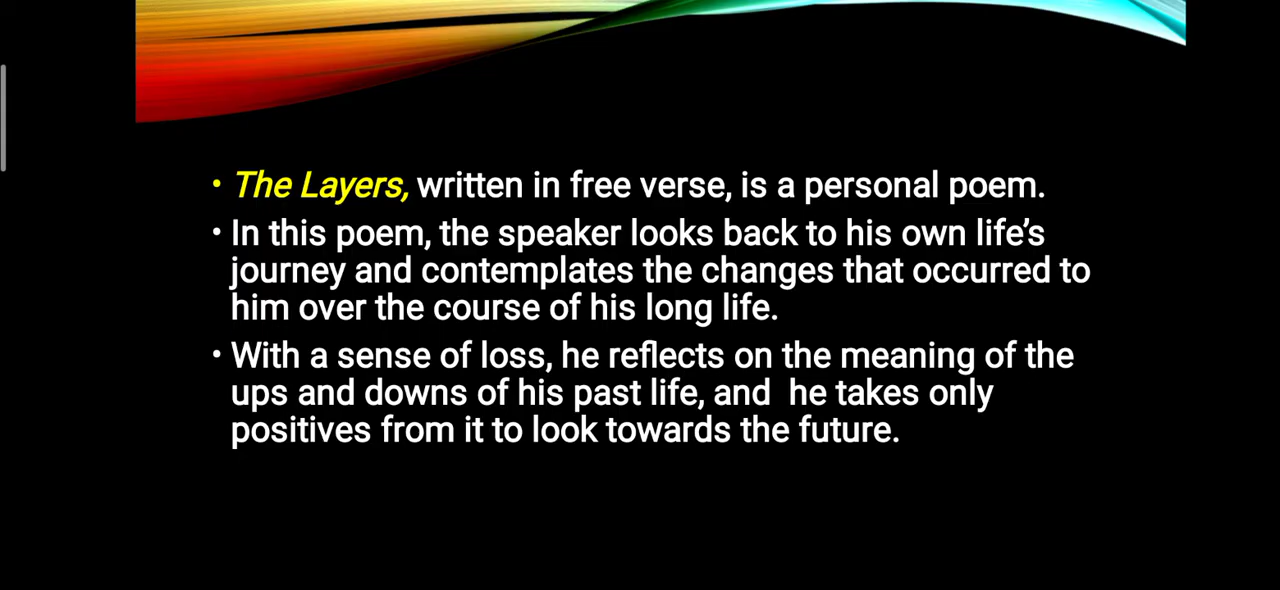 • The Layers, written in free verse, is a personal poem.
• In this poem, the speaker looks back to his own life’s
journey and contemplates the changes that occurred to
him over the course of his long life.
• With a sense of loss, he reflects on the meaning of the
ups and downs of his past life, and  he takes only
positives from it to look towards the future.